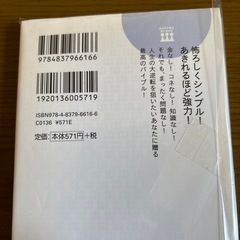 怖ろしくシンプル!
あきれるほど強力!
金なし!コネなし!知識なし!
それでも、まったく問題なし!
人生の大逆転を狙いたいあなたに贈る
最高のバイブル!
9784837966166
1920136005719
ISBN978-4-8379-6616-6
C0136 ¥571E
定価:本体571円+税